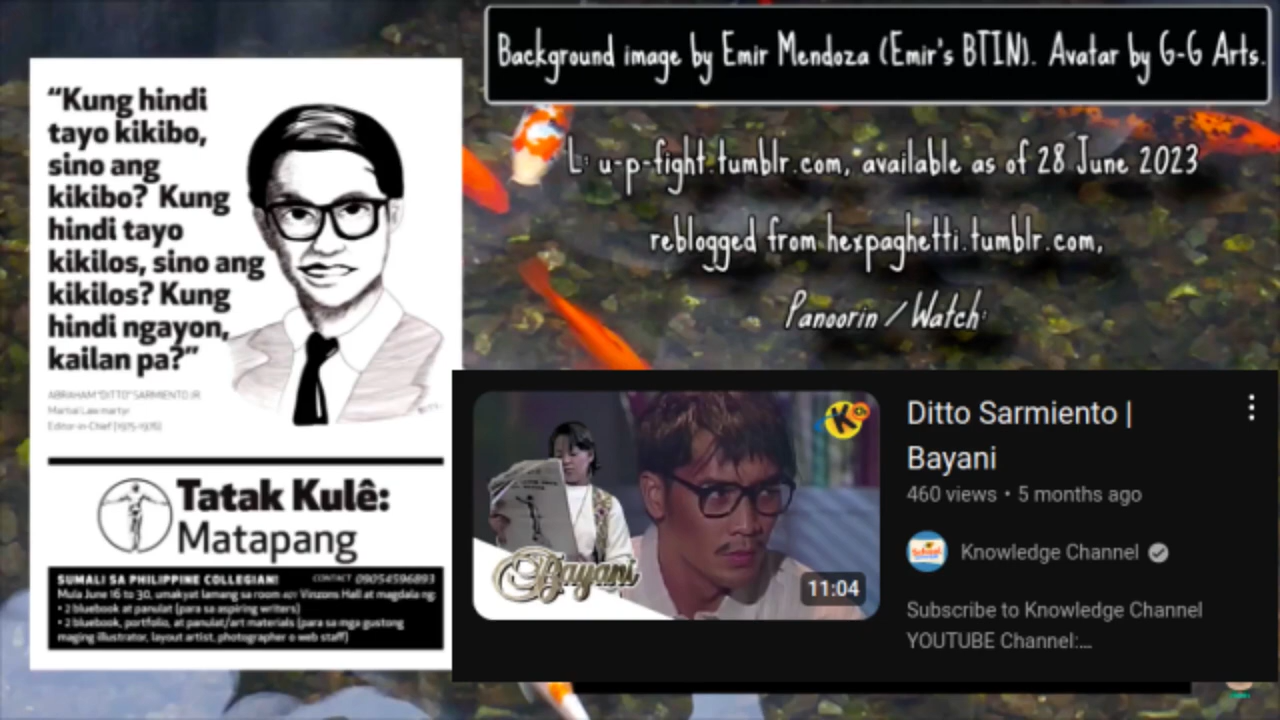 Background image by Emir Mendoza (Emir's BTIN). Avatar by G-G Arts.
L: u-p-fight.tumblr.com, available as of 28 June 2023
reblogged from hexpaghetti.tumblr.com,
Panoorin / Watch:
“Kung hindi
tayo kikibo,
sino ang
kikibo? Kung
hindi tayo
kikilos, sino ang
kikilos? Kung
hindi ngayon,
kailan pa?”
ABRAHAM "DITTO" SARMIENTO JR.
Martial Law martyr
Editor-in-Chief (1975-1976)
Tatak Kulê:
Matapang
SUMALI SA PHILIPPINE COLLEGIAN! CONTACT 09054596893
Mula June 16 to 30, umakyat lamang sa room 401 Vinzons Hall at magdala ng:
• 2 bluebook at panulat (para sa aspiring writers)
• 2 bluebook, portfolio, at panulat/art materials (para sa mga gustong
maging illustrator, layout artist, photographer o web staff)
Bayani
11:04
Ditto Sarmiento |
Bayani
460 views • 5 months ago
Knowledge Channel
Subscribe to Knowledge Channel
YOUTUBE Channel:...